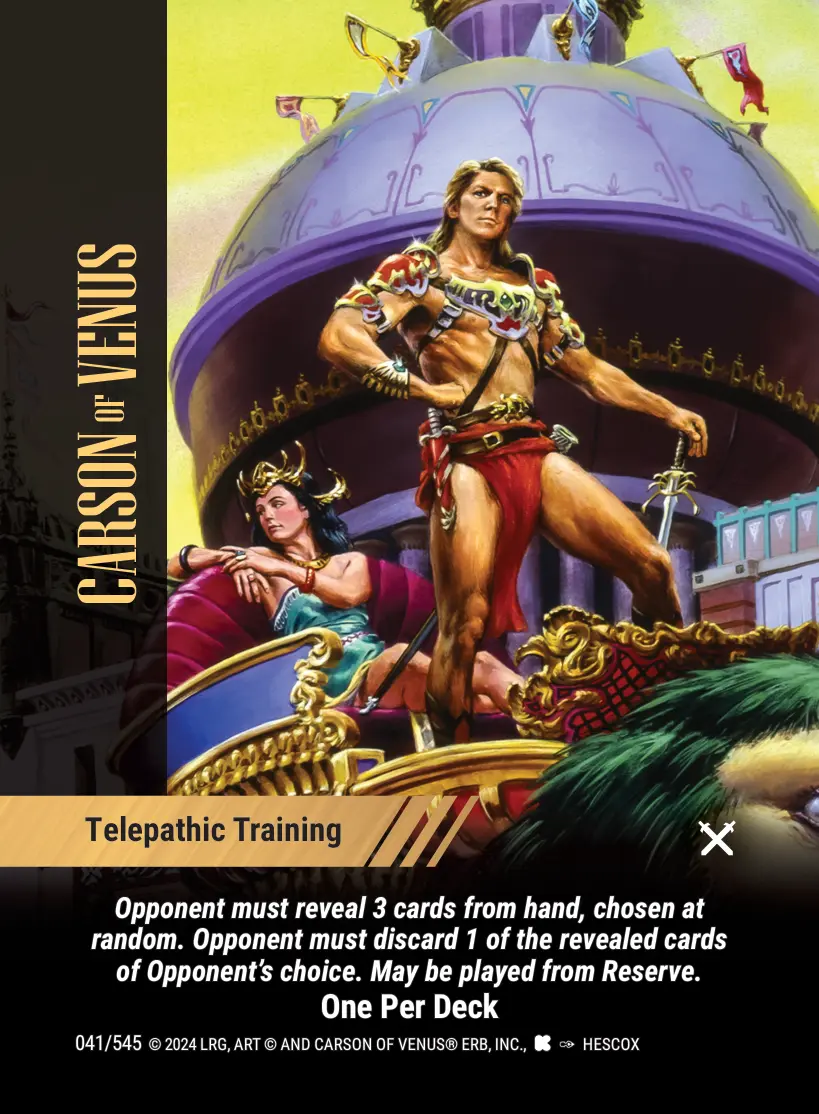 CARSON OF VENUS
Telepathic Training
Opponent must reveal 3 cards from hand, chosen at
random. Opponent must discard 1 of the revealed cards
of Opponent's choice. May be played from Reserve.
One Per Deck
041/545 © 2024 LRG, ART © AND CARSON OF VENUS® ERB, INC., HESCOX